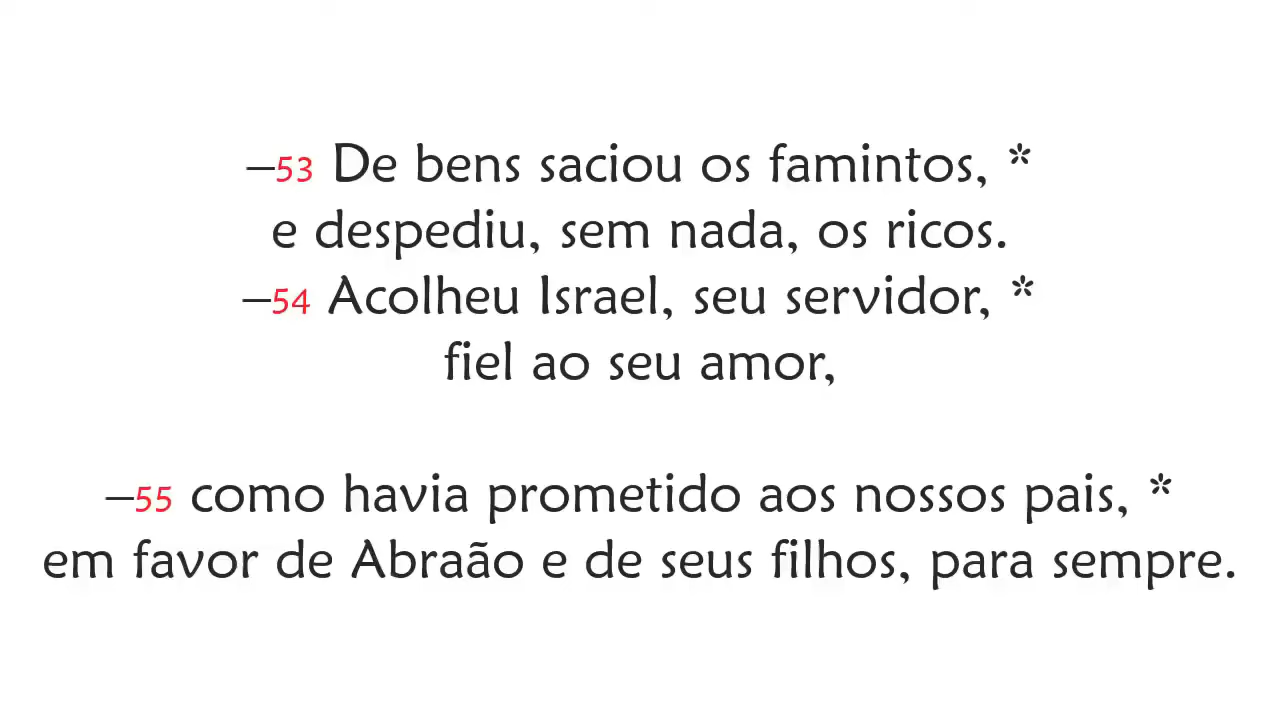 –53 De bens saciou os famintos, *
e despediu, sem nada, os ricos.
–54 Acolheu Israel, seu servidor, *
fiel ao seu amor,
–55 como havia prometido aos nossos pais, *
em favor de Abraão e de seus filhos, para sempre.